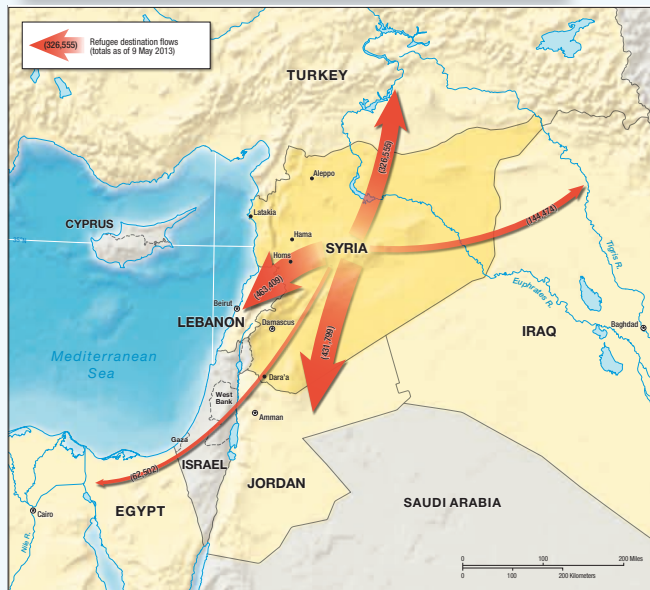 (326,555)
Refugee destination flows
(totals as of 9 May 2013)
TURKEY
(326,555)
Aleppo
(144,474)
Latakia
CYPRUS
Hama
SYRIA
Homs
Tigris R.
(463,409)
Euphrates R.
Beirut
LEBANON
Damascus
IRAQ
Baghdad
(431,799)
Mediterranean
Sea
Dara'a
West
Bank
Amman
Gaza
ISRAEL
(62,502)
JORDAN
SAUDI ARABIA
EGYPT
Cairo
Nile R.
0 100 200 Miles
0 100 200 Kilometers